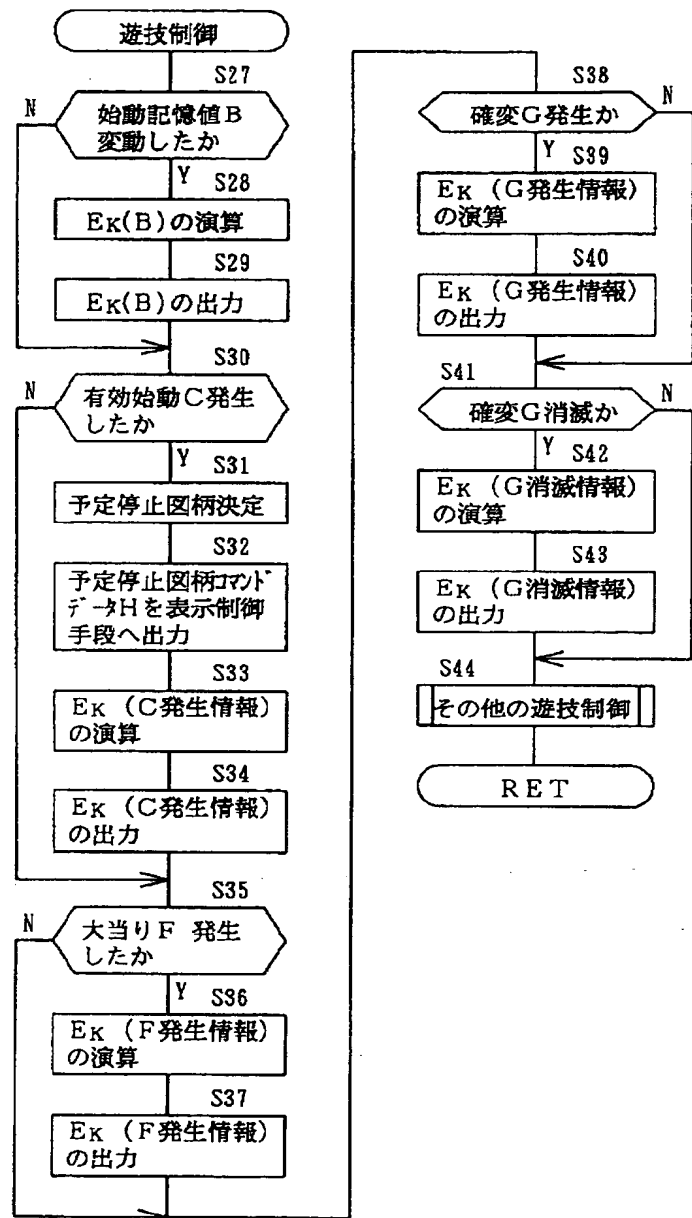 遊技制御
S27
N
始動記憶値B
変動したか
Y
S28
EK(B)の演算
S29
EK(B)の出力
S30
N
有効始動C発生
したか
Y
S31
予定停止図柄決定
S32
予定停止図柄コマンド
データHを表示制御
手段へ出力
S33
EK (C発生情報)
の演算
S34
EK (C発生情報)
の出力
S35
N
大当りF 発生
したか
Y
S36
EK (F発生情報)
の演算
S37
EK (F発生情報)
の出力
S38
N
確変G発生か
Y
S39
EK (G発生情報)
の演算
S40
EK (G発生情報)
の出力
S41
N
確変G消滅か
Y
S42
EK (G消滅情報)
の演算
S43
EK (G消滅情報)
の出力
S44
その他の遊技制御
RET